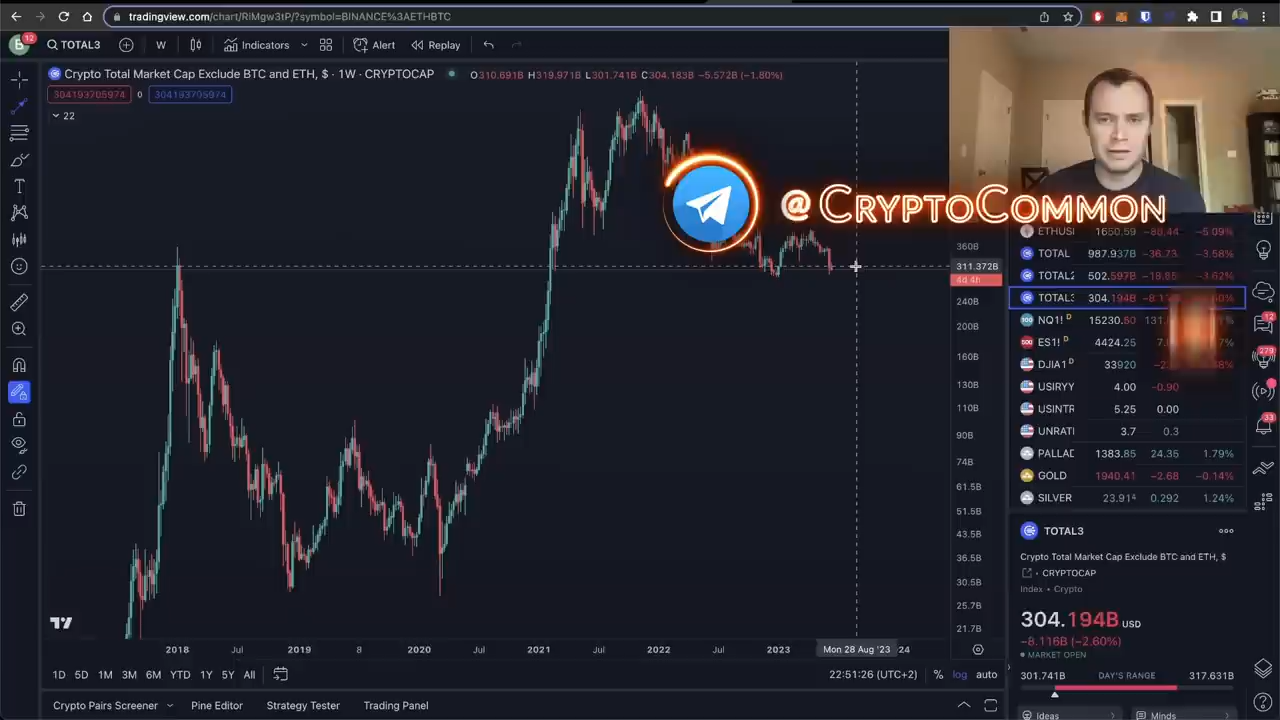 tradingview.com/chart/RIMgw3tP/?symbol=BINANCE%3AETHBTC
B 12 TOTAL3 W Indicators Alert Replay
Crypto Total Market Cap Exclude BTC and ETH, $ · 1W · CRYPTOCAP O310.691B H319.971B L301.741B C304.183B −5.572B (−1.80%)
304193705974 0 304193705974
22
@CryptoCommon
ETHUSI 1650.59 −88.44 −5.09%
360B
TOTAL 987.937B −36.73 −3.58%
311.372B
TOTAL2 502.597B −18.85 −3.62%
4d 4h
TOTAL3 304.194B
240B
NQ1! D 15230.50 12
200B
ES1! D 4424.25
160B
DJIA1 D 33920
279
130B
USIRYY 4.00 −0.90
110B
USINTR 5.25 0.00
33
90B
UNRATI 3.7 0.3
74B
PALLAD 1383.85 24.35 1.79%
61.5B
GOLD 1940.41 −2.68 −0.14%
51.5B
SILVER 23.914 0.292 1.24%
43.5B
TOTAL3
36.5B
Crypto Total Market Cap Exclude BTC and ETH, $
CRYPTOCAP
30.5B
Index • Crypto
25.7B
304.194B USD
21.7B
−8.116B (−2.60%)
2018 Jul 2019 8 2020 Jul 2021 Jul 2022 Jul 2023 Mon 28 Aug '23 24
MARKET OPEN
1D 5D 1M 3M 6M YTD 1Y 5Y All 22:51:26 (UTC+2) % log auto
301.741B DAY'S RANGE 317.631B
Crypto Pairs Screener Pine Editor Strategy Tester Trading Panel
Ideas Minds